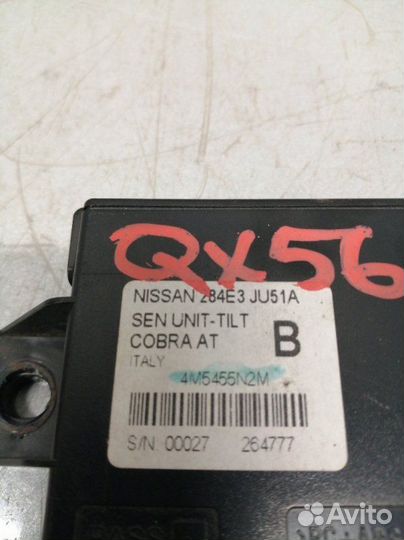 QX56
NISSAN 284E3 JU51A
SEN UNIT-TILT
COBRA AT B
ITALY
4M5455N2M
S/N. 00027 264777
Avito